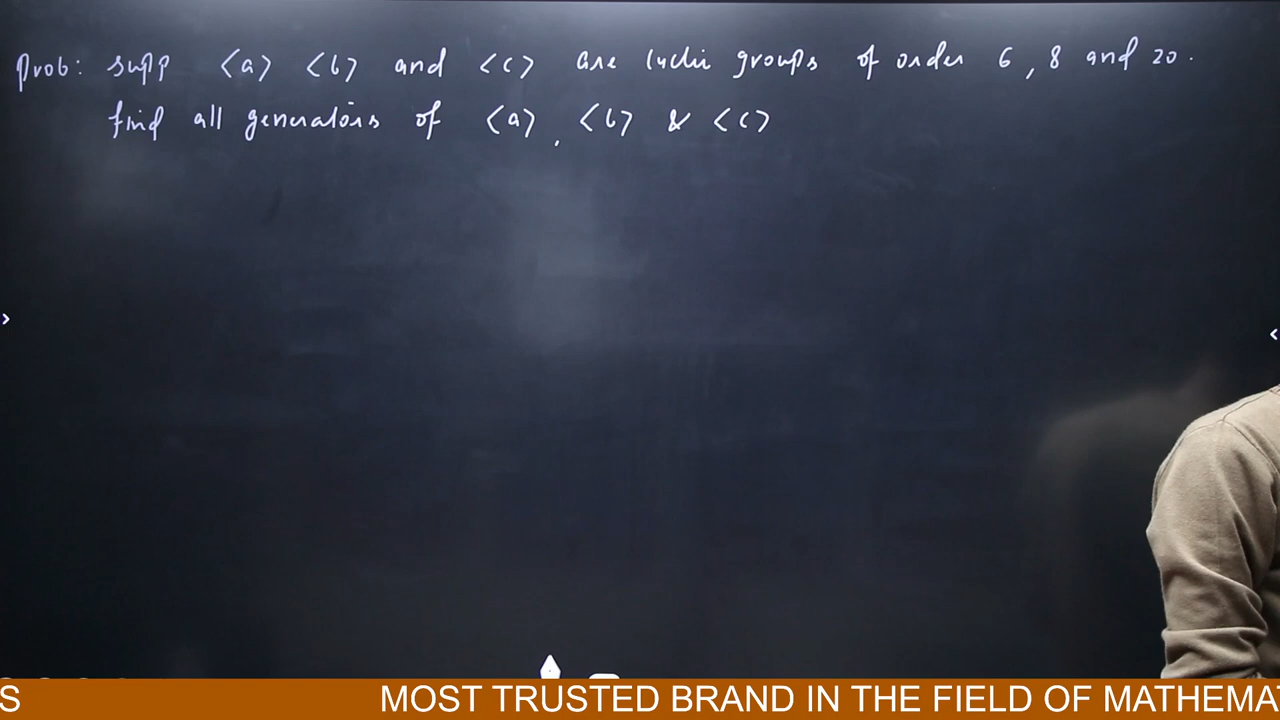 prob: supp <a> <b> and <c> are cyclic groups of order 6, 8 and 20.
find all generators of <a>, <b> & <c>
S MOST TRUSTED BRAND IN THE FIELD OF MATHEMA